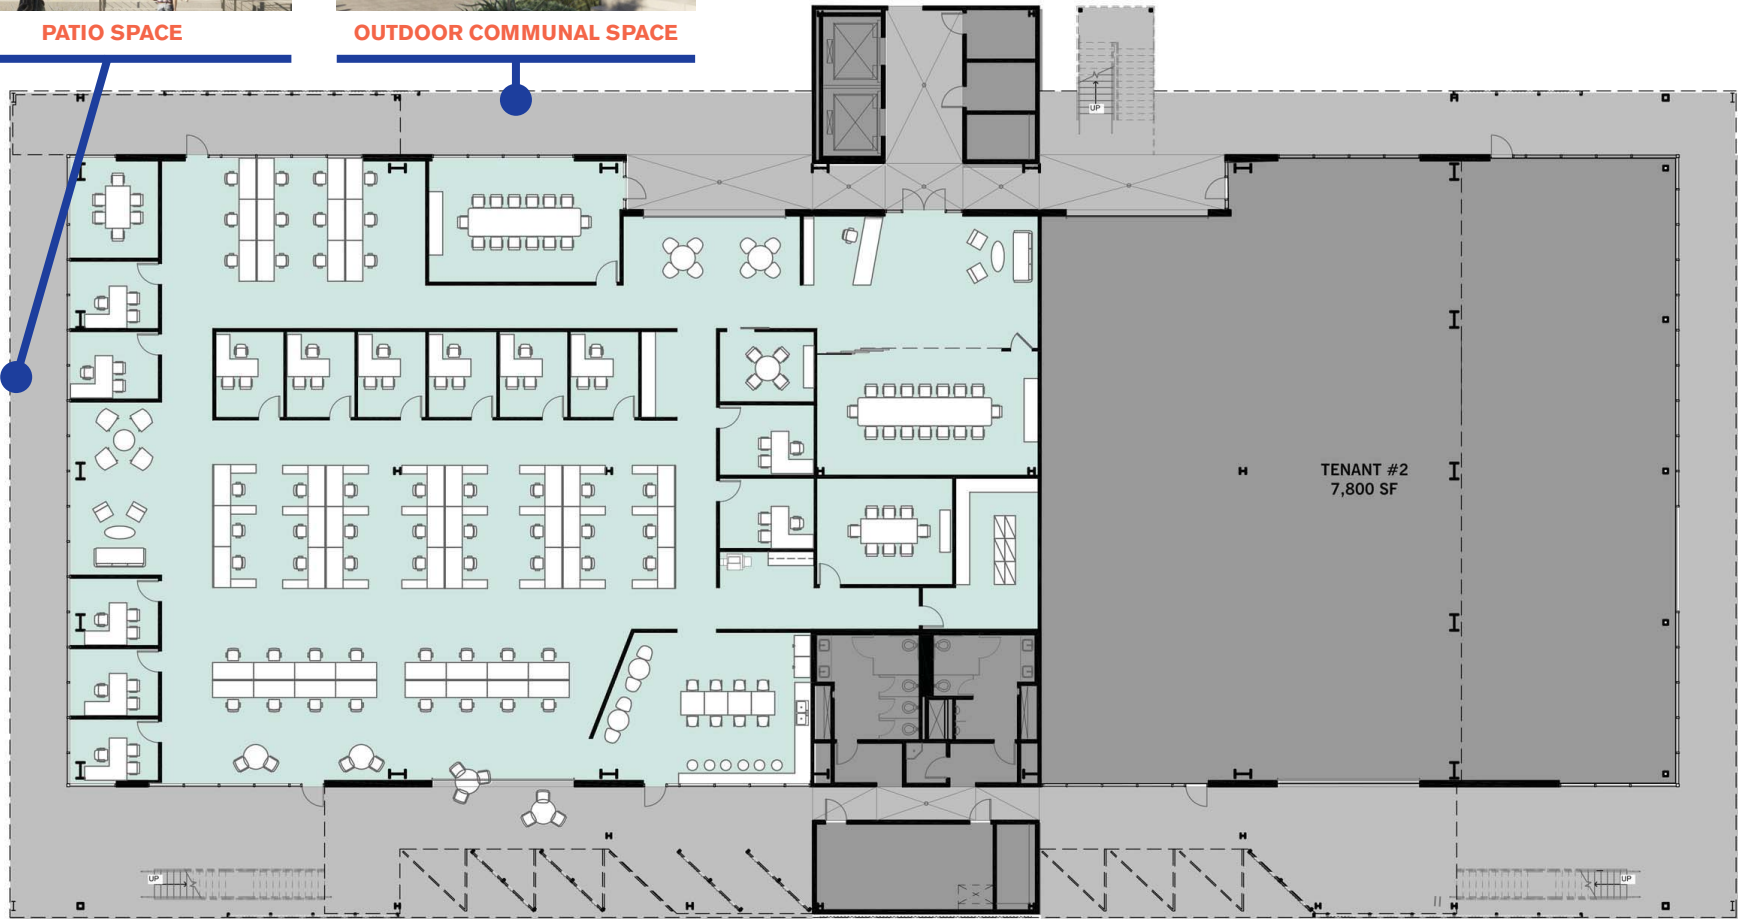 PATIO SPACE
OUTDOOR COMMUNAL SPACE
UP
TENANT #2
7,800 SF
UP
UP